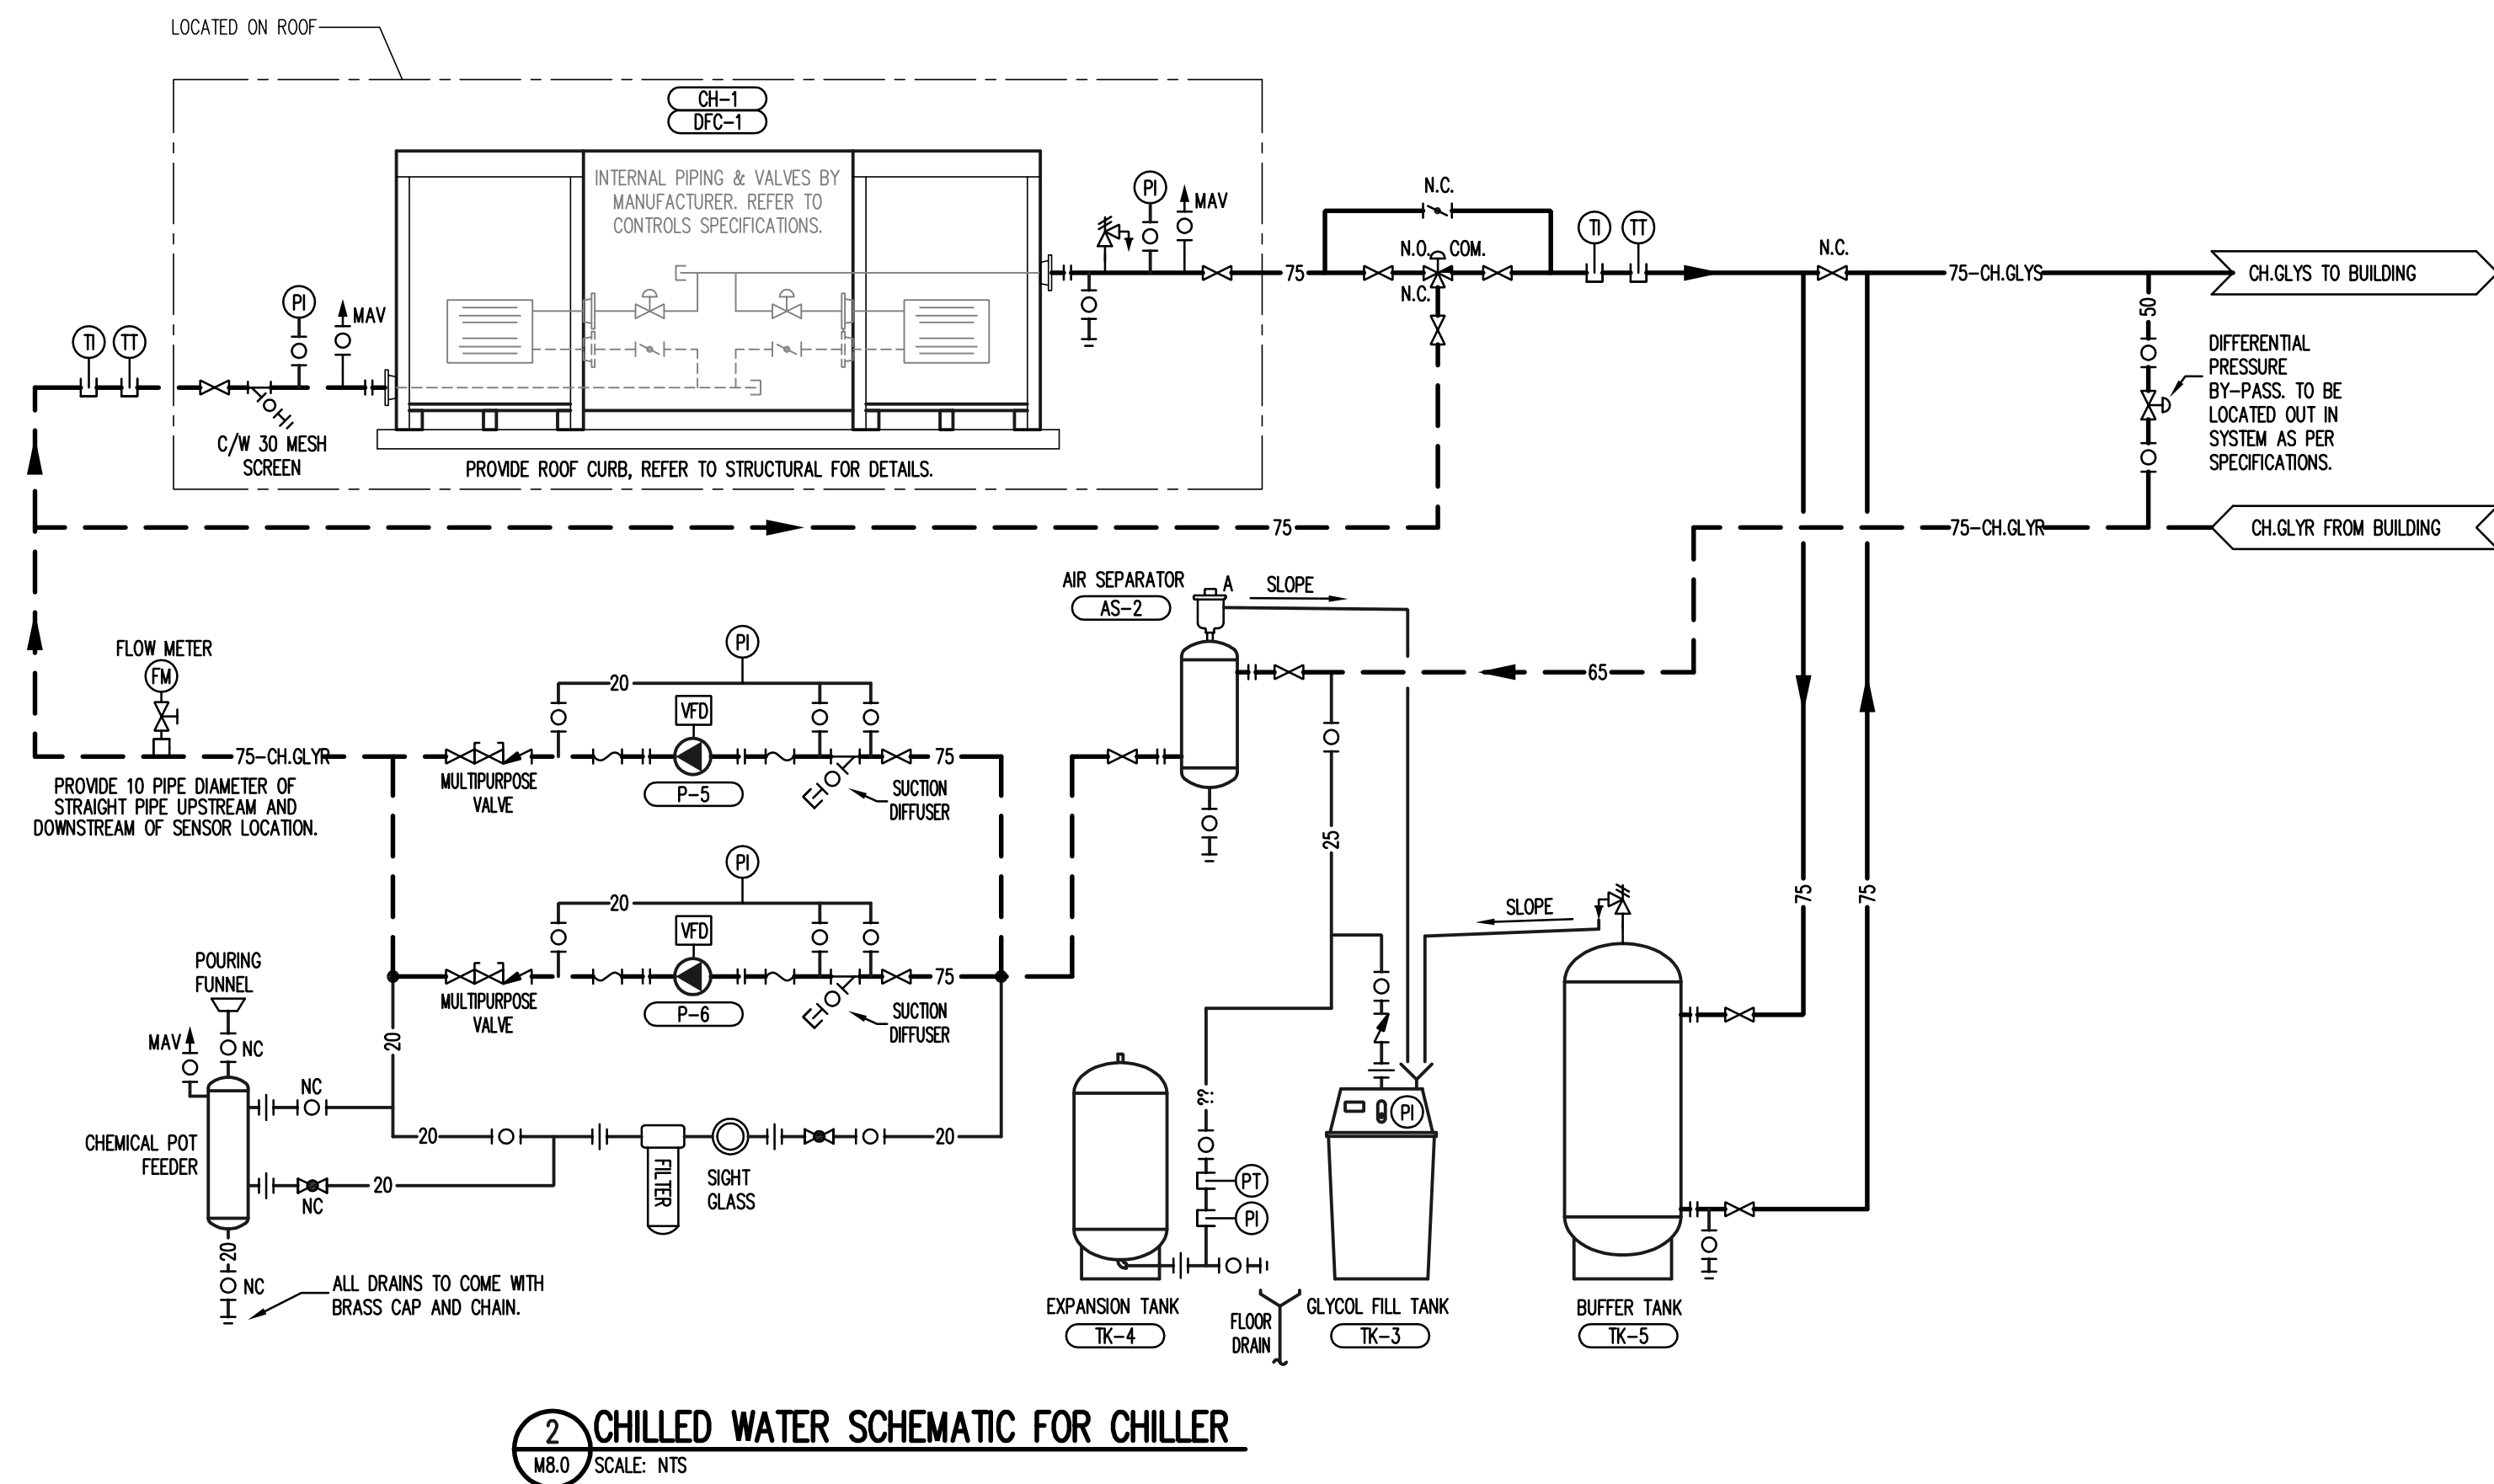 LOCATED ON ROOF
CH-1
DFC-1
INTERNAL PIPING & VALVES BY
MANUFACTURER. REFER TO
CONTROLS SPECIFICATIONS.
PI
MAV
N.C.
N.O.
COM.
N.C.
75
TI
TT
N.C.
75-CH.GLYS
CH.GLYS TO BUILDING
TI
TT
PI
MAV
C/W 30 MESH
SCREEN
PROVIDE ROOF CURB, REFER TO STRUCTURAL FOR DETAILS.
50
DIFFERENTIAL
PRESSURE
BY-PASS. TO BE
LOCATED OUT IN
SYSTEM AS PER
SPECIFICATIONS.
75
75-CH.GLYR
CH.GLYR FROM BUILDING
AIR SEPARATOR
AS-2
A
SLOPE
65
FLOW METER
FM
75-CH.GLYR
PROVIDE 10 PIPE DIAMETER OF
STRAIGHT PIPE UPSTREAM AND
DOWNSTREAM OF SENSOR LOCATION.
PI
20
VFD
MULTIPURPOSE
VALVE
P-5
75
SUCTION
DIFFUSER
25
PI
20
VFD
MULTIPURPOSE
VALVE
P-6
75
SUCTION
DIFFUSER
75
75
SLOPE
POURING
FUNNEL
MAV
NC
20
NC
CHEMICAL POT
FEEDER
20
FILTER
SIGHT
GLASS
20
20
NC
20
NC
ALL DRAINS TO COME WITH
BRASS CAP AND CHAIN.
??
PT
PI
PI
EXPANSION TANK
TK-4
FLOOR
DRAIN
GLYCOL FILL TANK
TK-3
BUFFER TANK
TK-5
2
M8.0
CHILLED WATER SCHEMATIC FOR CHILLER
SCALE: NTS